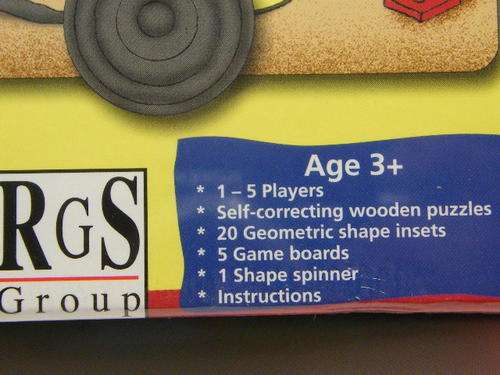 RGS
Group
Age 3+
* 1 – 5 Players
* Self-correcting wooden puzzles
* 20 Geometric shape insets
* 5 Game boards
* 1 Shape spinner
* Instructions